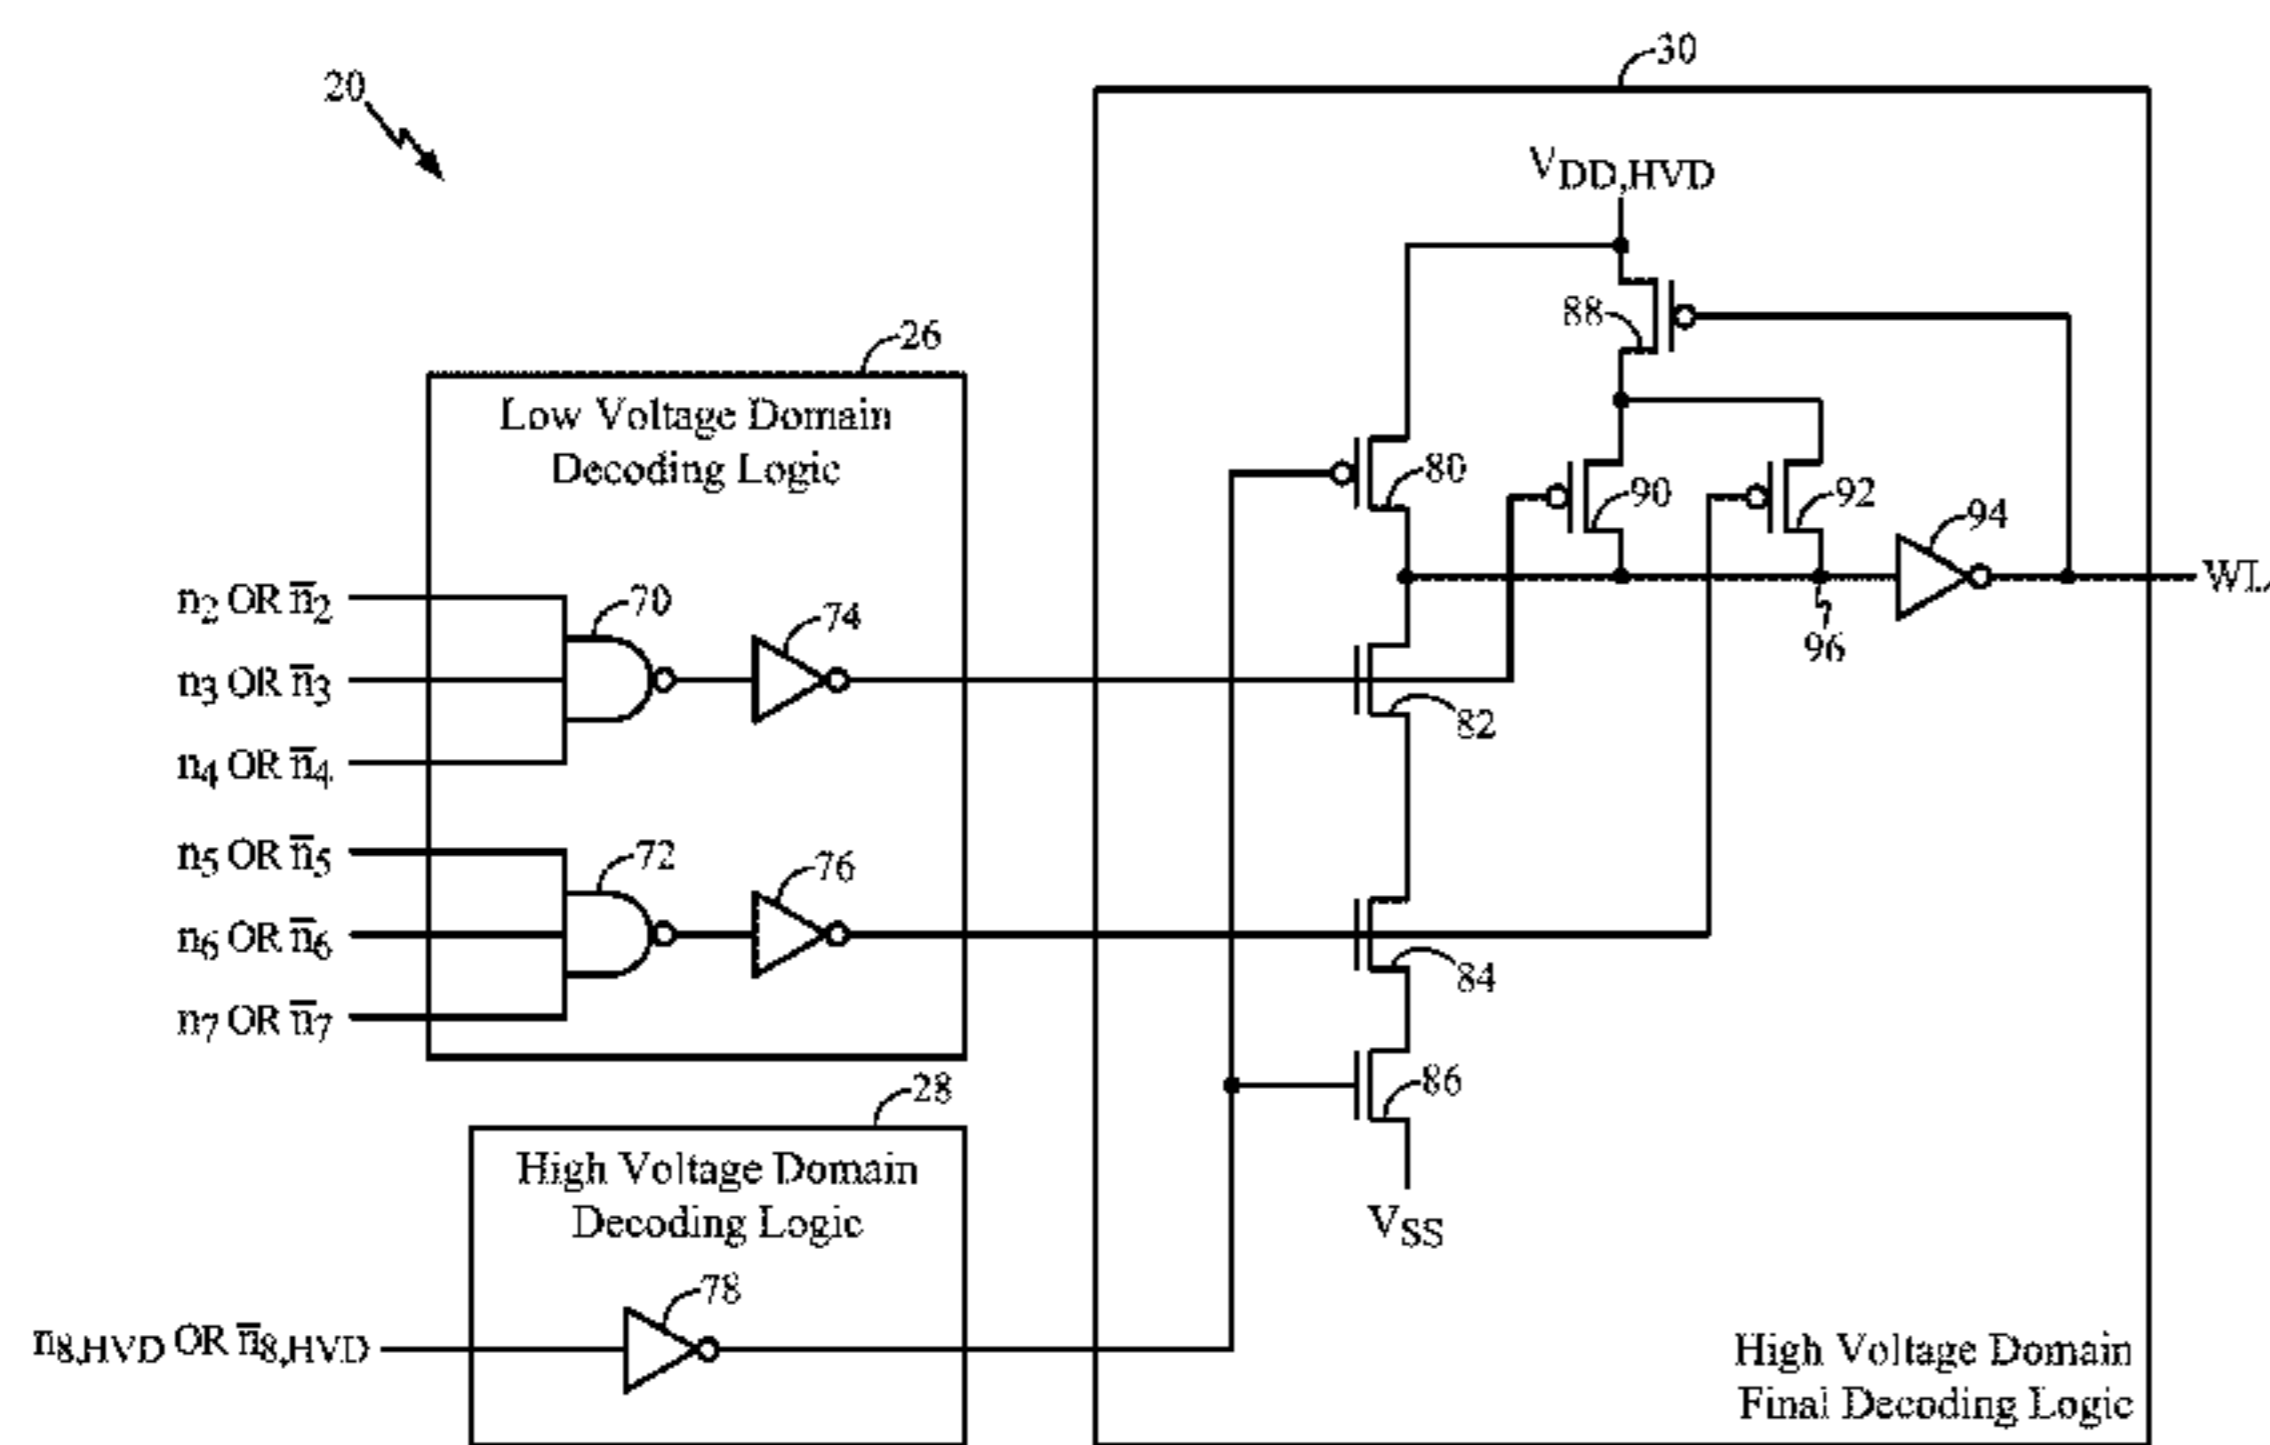 20
30
V_DD,HVD
88
26
Low Voltage Domain
Decoding Logic
80
90
92
94
n2 OR n̅2
70
74
WL
96
n3 OR n̅3
82
n4 OR n̅4
n5 OR n̅5
72
76
n6 OR n̅6
84
n7 OR n̅7
86
28
High Voltage Domain
Decoding Logic
VSS
78
n8,HVD OR n̅8,HVD
High Voltage Domain
Final Decoding Logic